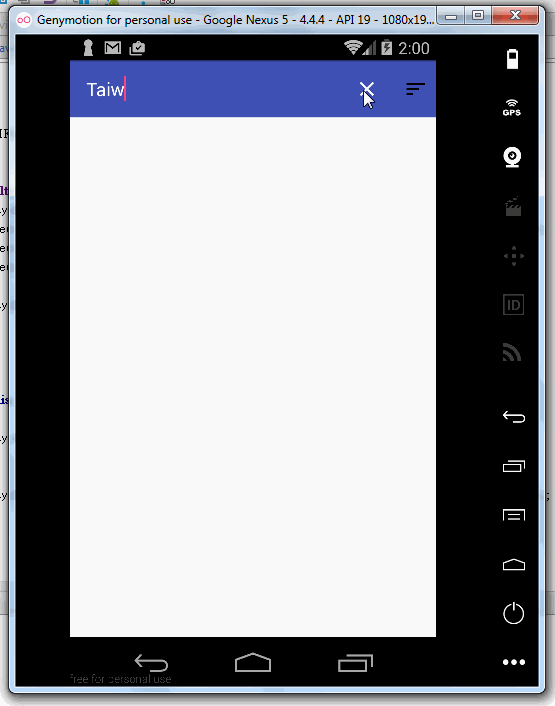 Genymotion for personal use - Google Nexus 5 - 4.4.4 - API 19 - 1080x19...
2:00
Taiw
GPS
ID
free for personal use